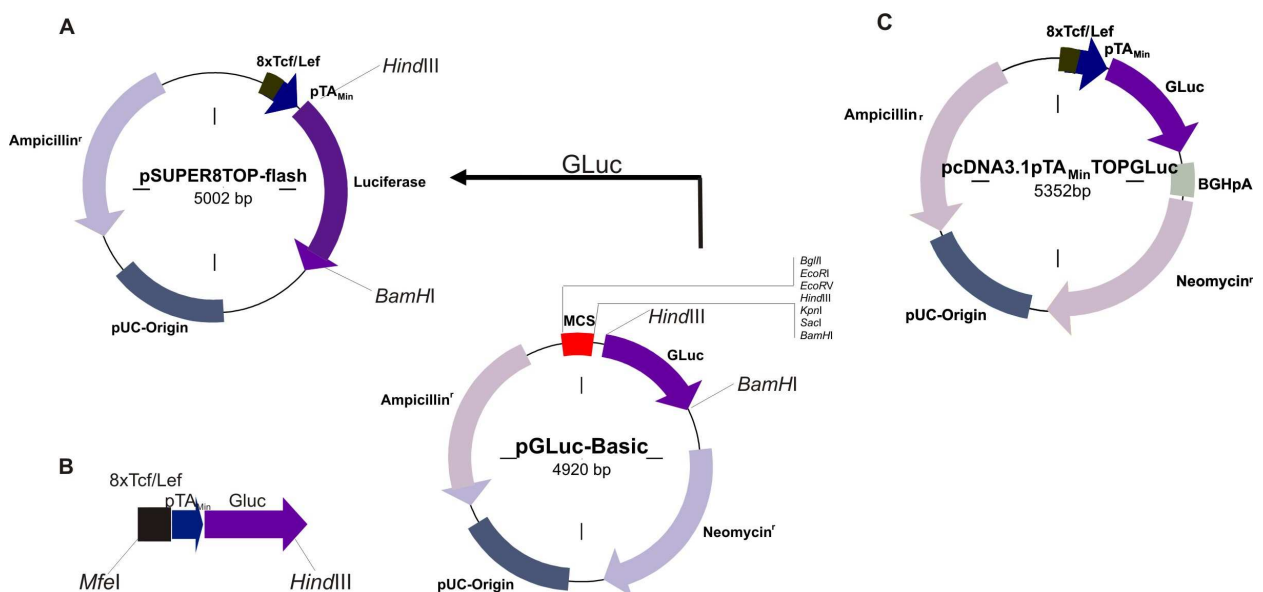 A
8xTcf/Lef
HindIII
pTAMin
Ampicillinr
pSUPER8TOP-flash
5002 bp
Luciferase
BamHI
pUC-Origin
GLuc
C
8xTcf/Lef
pTAMin
GLuc
Ampicillinr
pcDNA3.1pTAMinTOPGLuc
5352bp
BGHpA
Neomycinr
pUC-Origin
BglII
EcoRI
EcoRV
HindIII
KpnI
SacI
BamHI
MCS
HindIII
GLuc
BamHI
Ampicillinr
pGLuc-Basic
4920 bp
Neomycinr
pUC-Origin
B
8xTcf/Lef
pTAMin Gluc
MfeI HindIII